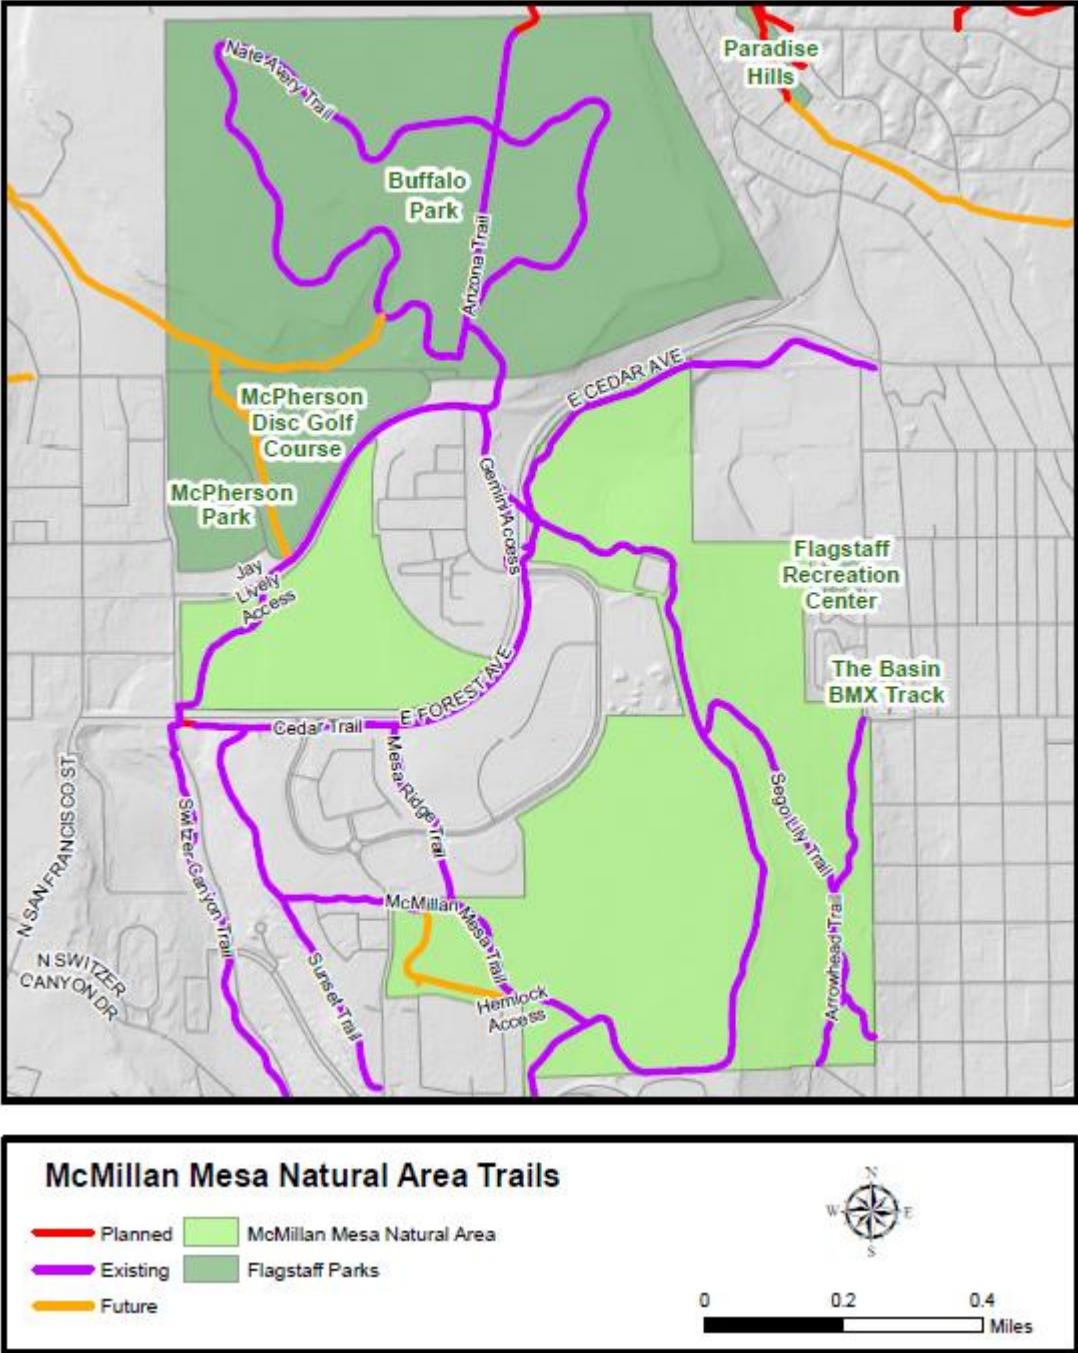 Nate Avery Trail
Paradise
Hills
Buffalo
Park
Arizona Trail
E CEDAR AVE
McPherson
Disc Golf
Course
McPherson
Park
Gemini Access
Jay
Lively
Access
Flagstaff
Recreation
Center
The Basin
BMX Track
E FOREST AVE
Cedar Trail
Mesa Ridge Trail
Sego Lily Trail
N SAN FRANCISCO ST
Switzer Canyon Trail
McMillan Mesa Trail
Arrowhead Trail
Sunset Trail
N SWITZER
CANYON DR
Hemlock
Access
McMillan Mesa Natural Area Trails
Planned
McMillan Mesa Natural Area
Existing
Flagstaff Parks
Future
N
W
E
S
0 0.2 0.4
Miles